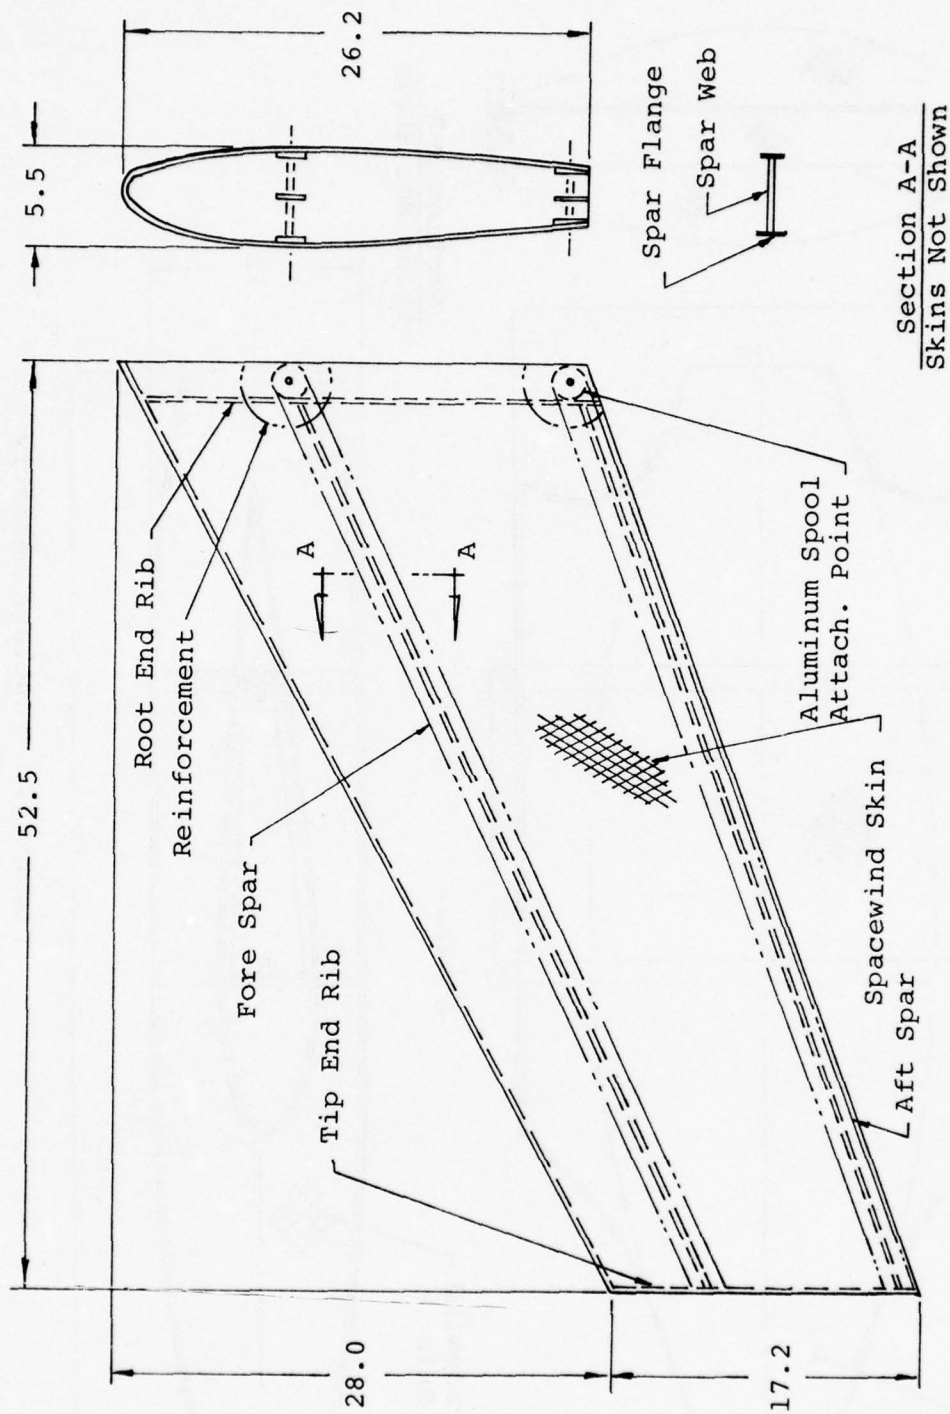 52.5
5.5
26.2
28.0
17.2
Root End Rib
Reinforcement
Fore Spar
Tip End Rib
A
A
Spar Flange
Spar Web
Section A-A
Skins Not Shown
Aluminum Spool
Attach. Point
Spacewind Skin
Aft Spar